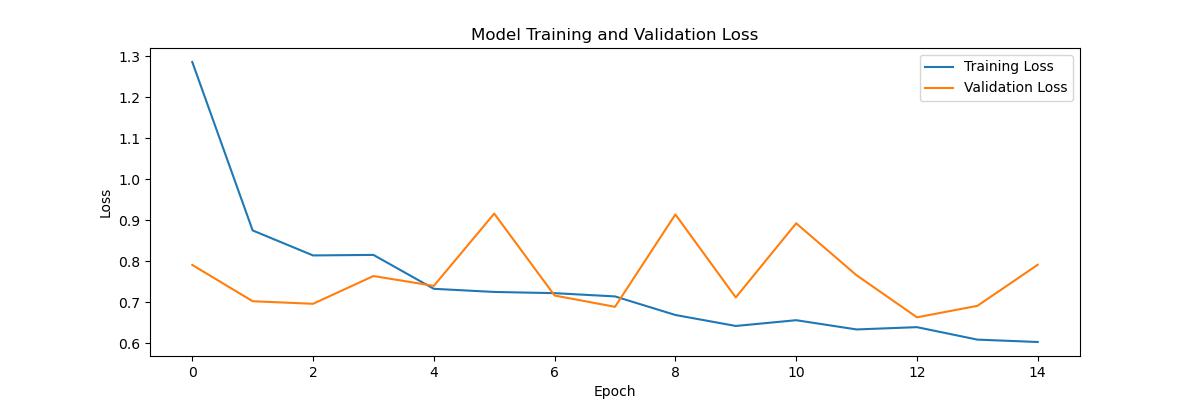 Model Training and Validation Loss
Training Loss
Validation Loss
1.3
1.2
1.1
1.0
0.9
0.8
0.7
0.6
Loss
0 2 4 6 8 10 12 14
Epoch